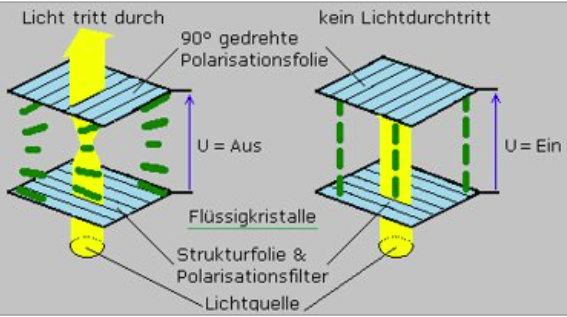 Licht tritt durch
kein Lichtdurchtritt
90° gedrehte
Polarisationsfolie
U = Aus
U = Ein
Flüssigkristalle
Strukturfolie &
Polarisationsfilter
Lichtquelle